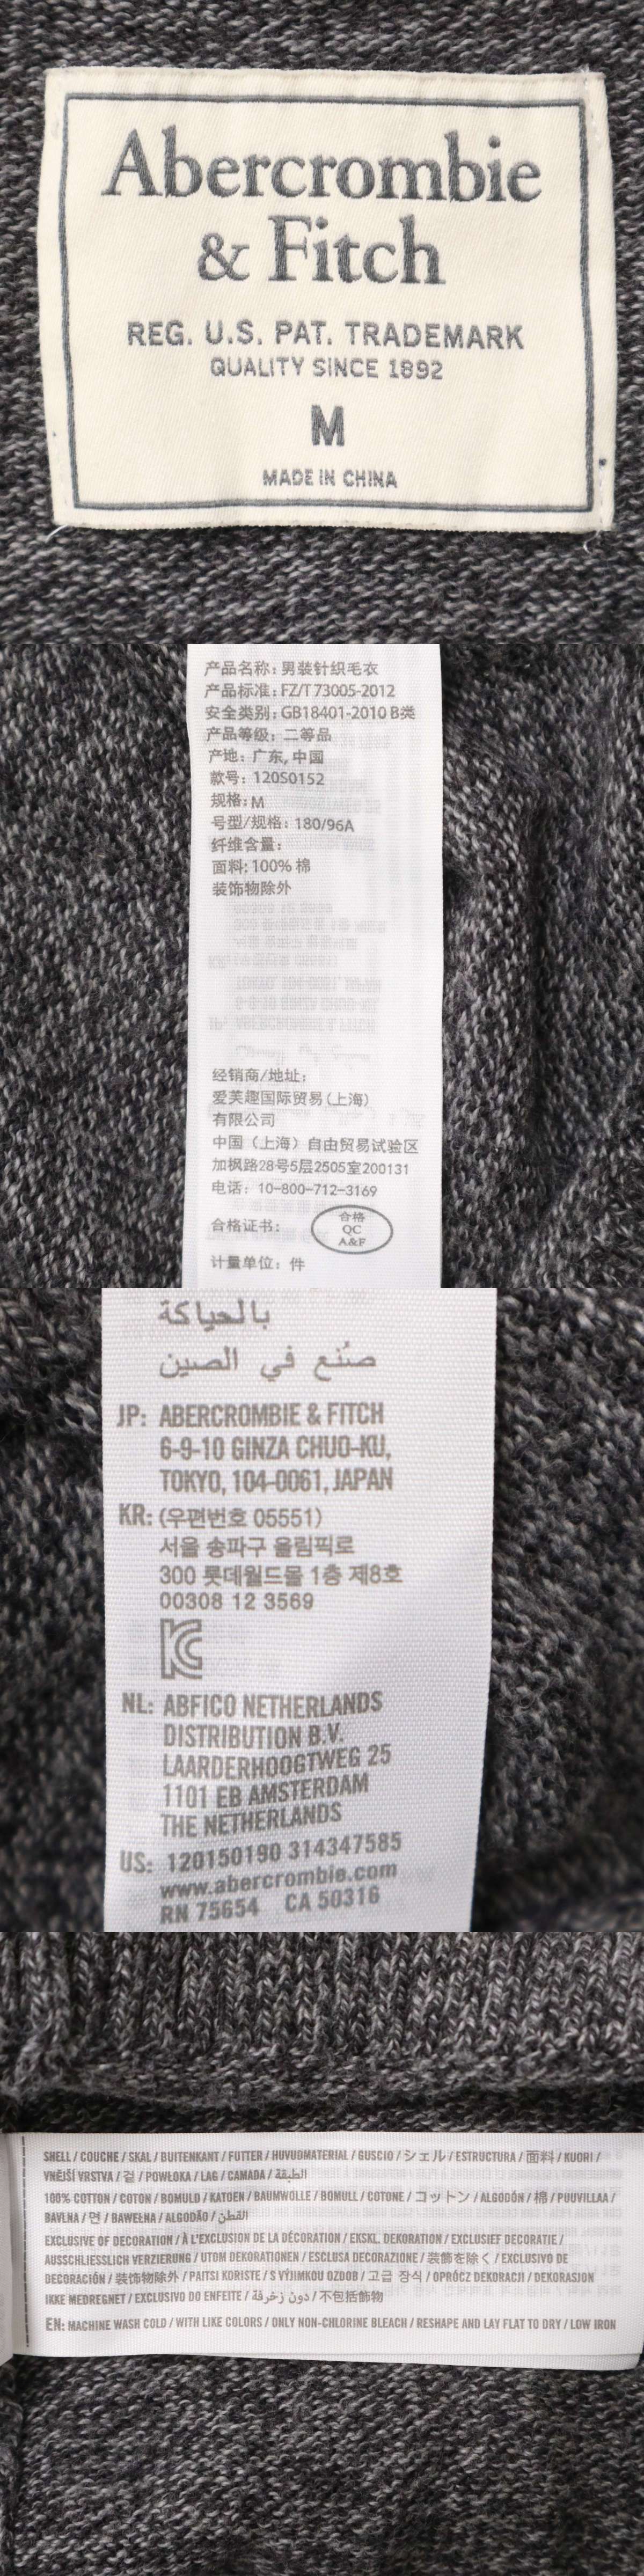 Abercrombie
& Fitch
REG. U.S. PAT. TRADEMARK
QUALITY SINCE 1892
M
MADE IN CHINA
产品名称: 男装针织毛衣
产品标准: FZ/T 73005-2012
安全类别: GB18401-2010 B类
产品等级: 二等品
产地: 广东, 中国
款号: 120S0152
规格: M
号型/规格: 180/96A
纤维含量:
面料: 100% 棉
装饰物除外
经销商/地址:
爱芙趣国际贸易(上海)
有限公司
中国（上海）自由贸易试验区
加枫路28号5层2505室200131
电话: 10-800-712-3169
合格证书:
合格
QC
A&F
计量单位: 件
بالحياكة
صُنع في الصين
JP: ABERCROMBIE & FITCH
6-9-10 GINZA CHUO-KU,
TOKYO, 104-0061, JAPAN
KR: (우편번호 05551)
서울 송파구 올림픽로
300 롯데월드몰 1층 제8호
00308 12 3569
NL: ABFICO NETHERLANDS
DISTRIBUTION B.V.
LAARDERHOOGTWEG 25
1101 EB AMSTERDAM
THE NETHERLANDS
US: 120150190 314347585
www.abercrombie.com
RN 75654 CA 50316
SHELL / COUCHE / SKAL / BUITENKANT / FUTTER / HUVUDMATERIAL / GUSCIO / シェル / ESTRUCTURA / 面料 / KUORI /
VNĚJŠÍ VRSTVA / 겉 / POWŁOKA / LAG / CAMADA / الطبقة
100% COTTON / COTON / BOMULD / KATOEN / BAUMWOLLE / BOMULL / COTONE / コットン / ALGODÓN / 棉 / PUUVILLAA /
BAVLNA / 면 / BAWEŁNA / ALGODÃO / القطن
EXCLUSIVE OF DECORATION / À L'EXCLUSION DE LA DÉCORATION / EKSKL. DEKORATION / EXCLUSIEF DECORATIE /
AUSSCHLIESSLICH VERZIERUNG / UTOM DEKORATIONEN / ESCLUSA DECORAZIONE / 装飾を除く / EXCLUSIVO DE
DECORACIÓN / 装饰物除外 / PAITSI KORISTE / S VÝJIMKOU OZDOB / 고급 장식 / OPRÓCZ DEKORACJI / DEKORASJON
IKKE MEDREGNET / EXCLUSIVO DO ENFEITE / دون زخرفة / 不包括飾物
EN: MACHINE WASH COLD / WITH LIKE COLORS / ONLY NON-CHLORINE BLEACH / RESHAPE AND LAY FLAT TO DRY / LOW IRON